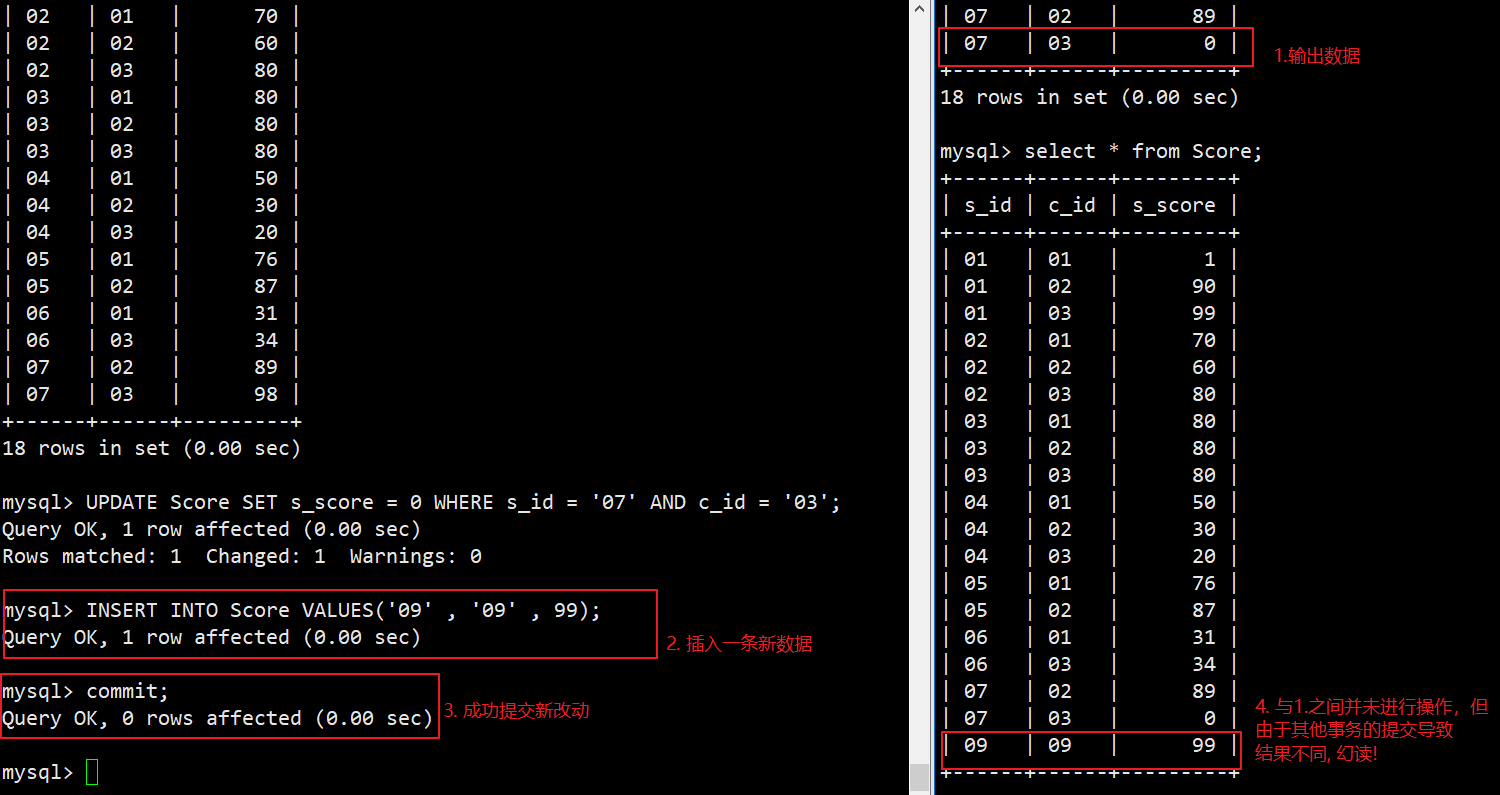 | 02   | 01   |      70 |
| 02   | 02   |      60 |
| 02   | 03   |      80 |
| 03   | 01   |      80 |
| 03   | 02   |      80 |
| 03   | 03   |      80 |
| 04   | 01   |      50 |
| 04   | 02   |      30 |
| 04   | 03   |      20 |
| 05   | 01   |      76 |
| 05   | 02   |      87 |
| 06   | 01   |      31 |
| 06   | 03   |      34 |
| 07   | 02   |      89 |
| 07   | 03   |      98 |
+------+------+---------+
18 rows in set (0.00 sec)
mysql> UPDATE Score SET s_score = 0 WHERE s_id = '07' AND c_id = '03';
Query OK, 1 row affected (0.00 sec)
Rows matched: 1  Changed: 1  Warnings: 0
mysql> INSERT INTO Score VALUES('09' , '09' , 99);
Query OK, 1 row affected (0.00 sec)
2. 插入一条新数据
mysql> commit;
Query OK, 0 rows affected (0.00 sec)
3. 成功提交新改动
mysql>
| 07   | 02   |      89 |
| 07   | 03   |       0 |
1.输出数据
+------+------+---------+
18 rows in set (0.00 sec)
mysql> select * from Score;
+------+------+---------+
| s_id | c_id | s_score |
+------+------+---------+
| 01   | 01   |       1 |
| 01   | 02   |      90 |
| 01   | 03   |      99 |
| 02   | 01   |      70 |
| 02   | 02   |      60 |
| 02   | 03   |      80 |
| 03   | 01   |      80 |
| 03   | 02   |      80 |
| 03   | 03   |      80 |
| 04   | 01   |      50 |
| 04   | 02   |      30 |
| 04   | 03   |      20 |
| 05   | 01   |      76 |
| 05   | 02   |      87 |
| 06   | 01   |      31 |
| 06   | 03   |      34 |
| 07   | 02   |      89 |
| 07   | 03   |       0 |
| 09   | 09   |      99 |
+------+------+---------+
4. 与1.之间并未进行操作，但
由于其他事务的提交导致
结果不同, 幻读!